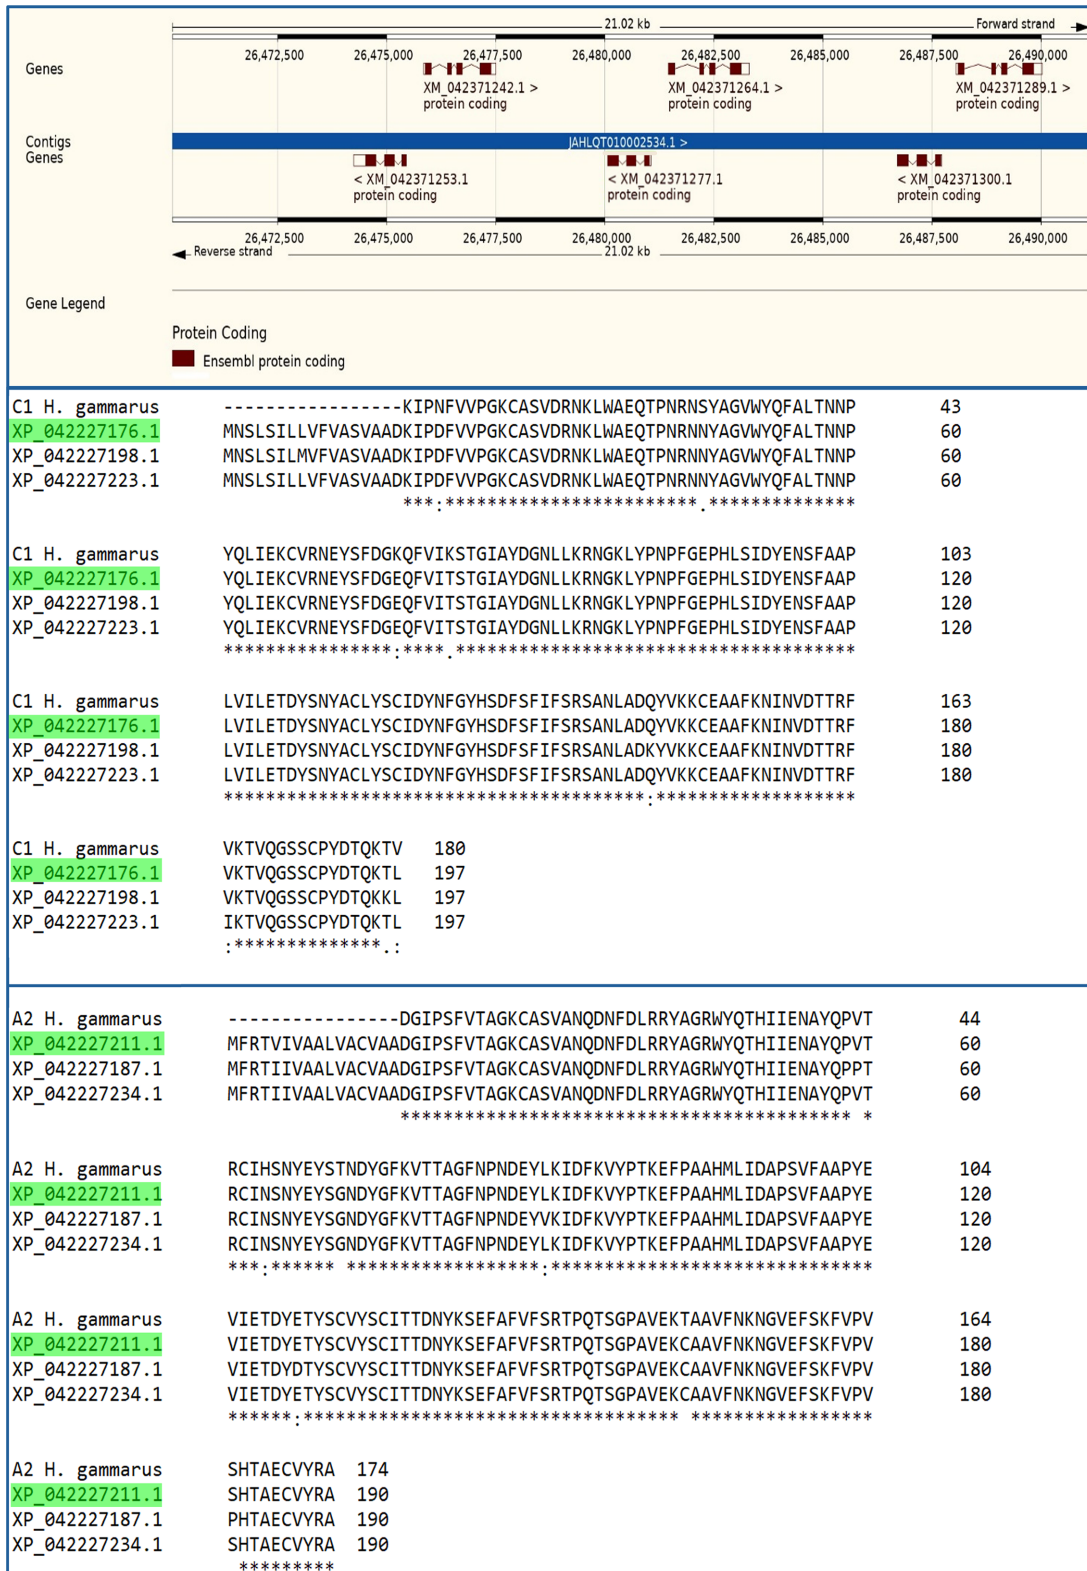 21.02 kb Forward strand
26,472,500 26,475,000 26,477,500 26,480,000 26,482,500 26,485,000 26,487,500 26,490,000
Genes
XM_042371242.1 > XM_042371264.1 > XM_042371289.1 >
protein coding protein coding protein coding
Contigs JAHLQT010002534.1 >
Genes
< XM_042371253.1 < XM_042371277.1 < XM_042371300.1
protein coding protein coding protein coding
26,472,500 26,475,000 26,477,500 26,480,000 26,482,500 26,485,000 26,487,500 26,490,000
Reverse strand 21.02 kb
Gene Legend
Protein Coding
Ensembl protein coding
C1 H. gammarus -----------------KIPNFVVPGKCASVDRNKLWAEQTPNRNSYAGVWYQFALTNNP 43
XP_042227176.1 MNSLSILLVFVASVAADKIPDFVVPGKCASVDRNKLWAEQTPNRNNYAGVWYQFALTNNP 60
XP_042227198.1 MNSLSILMVFVASVAADKIPDFVVPGKCASVDRNKLWAEQTPNRNNYAGVWYQFALTNNP 60
XP_042227223.1 MNSLSILLVFVASVAADKIPDFVVPGKCASVDRNKLWAEQTPNRNNYAGVWYQFALTNNP 60
***:************************.**************
C1 H. gammarus YQLIEKCVRNEYSFDGKQFVIKSTGIAYDGNLLKRNGKLYPNPFGEPHLSIDYENSFAAP 103
XP_042227176.1 YQLIEKCVRNEYSFDGEQFVITSTGIAYDGNLLKRNGKLYPNPFGEPHLSIDYENSFAAP 120
XP_042227198.1 YQLIEKCVRNEYSFDGEQFVITSTGIAYDGNLLKRNGKLYPNPFGEPHLSIDYENSFAAP 120
XP_042227223.1 YQLIEKCVRNEYSFDGEQFVITSTGIAYDGNLLKRNGKLYPNPFGEPHLSIDYENSFAAP 120
****************:****.**************************************
C1 H. gammarus LVILETDYSNYACLYSCIDYNFGYHSDFSFIFSRSANLADQYVKKCEAAFKNINVDTTRF 163
XP_042227176.1 LVILETDYSNYACLYSCIDYNFGYHSDFSFIFSRSANLADQYVKKCEAAFKNINVDTTRF 180
XP_042227198.1 LVILETDYSNYACLYSCIDYNFGYHSDFSFIFSRSANLADKYVKKCEAAFKNINVDTTRF 180
XP_042227223.1 LVILETDYSNYACLYSCIDYNFGYHSDFSFIFSRSANLADQYVKKCEAAFKNINVDTTRF 180
****************************************:*******************
C1 H. gammarus VKTVQGSSCPYDTQKTV 180
XP_042227176.1 VKTVQGSSCPYDTQKTL 197
XP_042227198.1 VKTVQGSSCPYDTQKKL 197
XP_042227223.1 IKTVQGSSCPYDTQKTL 197
:**************.:
A2 H. gammarus ----------------DGIPSFVTAGKCASVANQDNFDLRRYAGRWYQTHIIENAYQPVT 44
XP_042227211.1 MFRTVIVAALVACVAADGIPSFVTAGKCASVANQDNFDLRRYAGRWYQTHIIENAYQPVT 60
XP_042227187.1 MFRTIIVAALVACVAADGIPSFVTAGKCASVANQDNFDLRRYAGRWYQTHIIENAYQPPT 60
XP_042227234.1 MFRTIIVAALVACVAADGIPSFVTAGKCASVANQDNFDLRRYAGRWYQTHIIENAYQPVT 60
****************************************** *
A2 H. gammarus RCIHSNYEYSTNDYGFKVTTAGFNPNDEYLKIDFKVYPTKEFPAAHMLIDAPSVFAAPYE 104
XP_042227211.1 RCINSNYEYSGNDYGFKVTTAGFNPNDEYLKIDFKVYPTKEFPAAHMLIDAPSVFAAPYE 120
XP_042227187.1 RCINSNYEYSGNDYGFKVTTAGFNPNDEYVKIDFKVYPTKEFPAAHMLIDAPSVFAAPYE 120
XP_042227234.1 RCINSNYEYSGNDYGFKVTTAGFNPNDEYLKIDFKVYPTKEFPAAHMLIDAPSVFAAPYE 120
***:****** ******************:******************************
A2 H. gammarus VIETDYETYSCVYSCITTDNYKSEFAFVFSRTPQTSGPAVEKTAAVFNKNGVEFSKFVPV 164
XP_042227211.1 VIETDYETYSCVYSCITTDNYKSEFAFVFSRTPQTSGPAVEKCAAVFNKNGVEFSKFVPV 180
XP_042227187.1 VIETDYDTYSCVYSCITTDNYKSEFAFVFSRTPQTSGPAVEKCAAVFNKNGVEFSKFVPV 180
XP_042227234.1 VIETDYETYSCVYSCITTDNYKSEFAFVFSRTPQTSGPAVEKCAAVFNKNGVEFSKFVPV 180
******:*********************************** *****************
A2 H. gammarus SHTAECVYRA 174
XP_042227211.1 SHTAECVYRA 190
XP_042227187.1 PHTAECVYRA 190
XP_042227234.1 SHTAECVYRA 190
*********